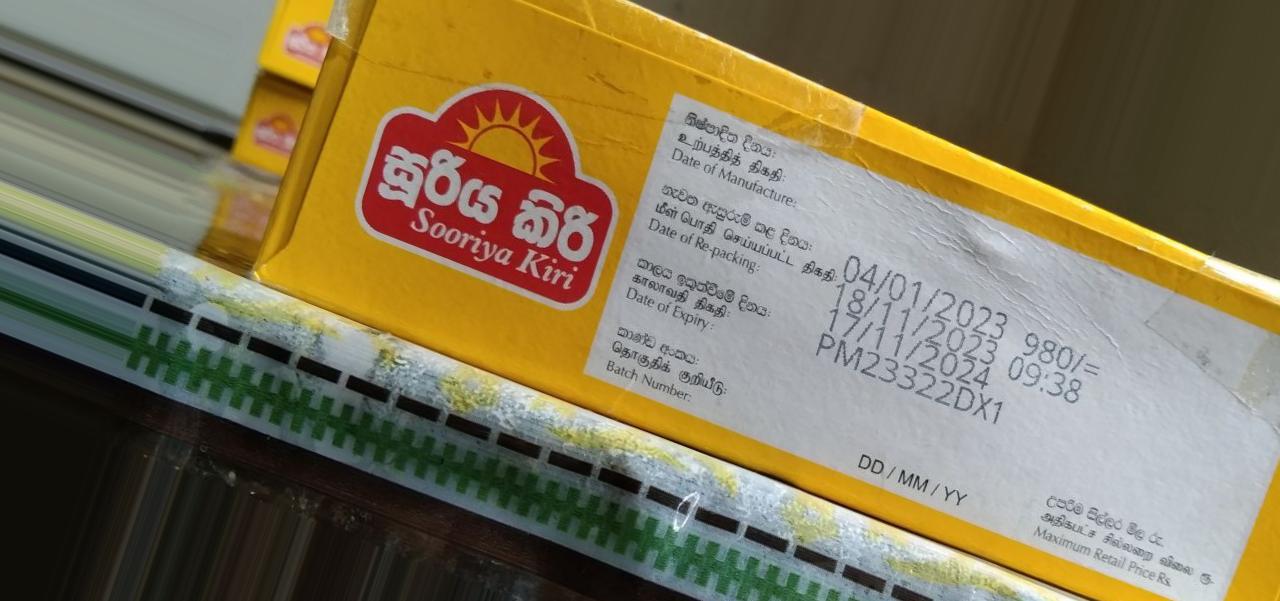 සූරිය කිරි
Sooriya Kiri
නිෂ්පාදිත දිනය:
உற்பத்தித் திகதி:
Date of Manufacture:
නැවත ඇසුරුම් කළ දිනය:
மீள் பொதி செய்யப்பட்ட திகதி:
Date of Re-packing:
කාලය ඉකුත්වීමේ දිනය:
காலாவதி திகதி:
Date of Expiry:
කාණ්ඩ අංකය:
தொகுதிக் குறியீடு:
Batch Number:
04/01/2023 980/=
18/11/2023 09:38
17/11/2024
PM23322DX1
DD / MM / YY
උපරිම සිල්ලර මිල රු.
அதிகபட்ச சில்லறை விலை ரூ.
Maximum Retail Price Rs.